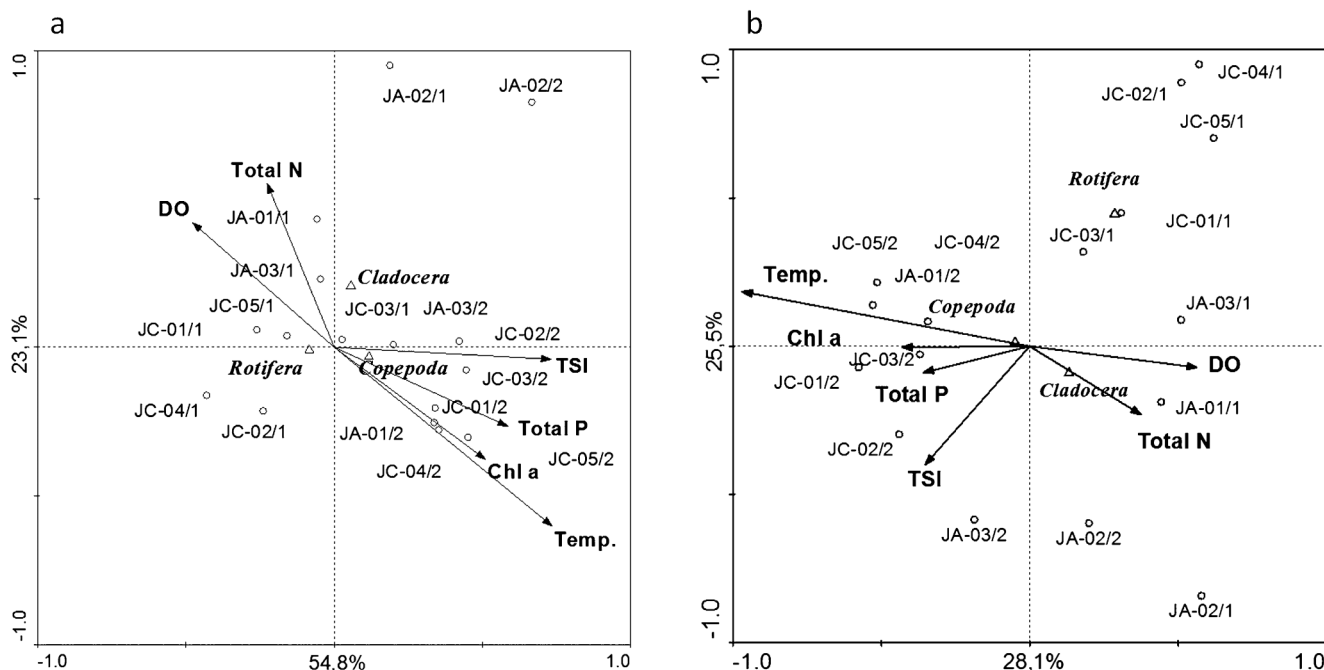 a
1.0
JA-02/1
JA-02/2
Total N
DO
JA-01/1
JA-03/1
Cladocera
JC-05/1
JC-03/1
JA-03/2
JC-01/1
JC-02/2
23.1%
Rotifera
Copepoda
TSI
JC-03/2
JC-04/1
JC-02/1
JC-01/2
JA-01/2
Total P
JC-04/2
Chl a
JC-05/2
Temp.
-1.0
-1.0
54.8%
1.0
b
1.0
JC-04/1
JC-02/1
JC-05/1
Rotifera
JC-03/1
JC-01/1
JC-05/2
JC-04/2
Temp.
JA-01/2
Copepoda
JA-03/1
Chl a
25.5%
JC-03/2
JC-01/2
Total P
DO
Cladocera
JA-01/1
Total N
JC-02/2
TSI
JA-03/2
JA-02/2
JA-02/1
-1.0
-1.0
28.1%
1.0